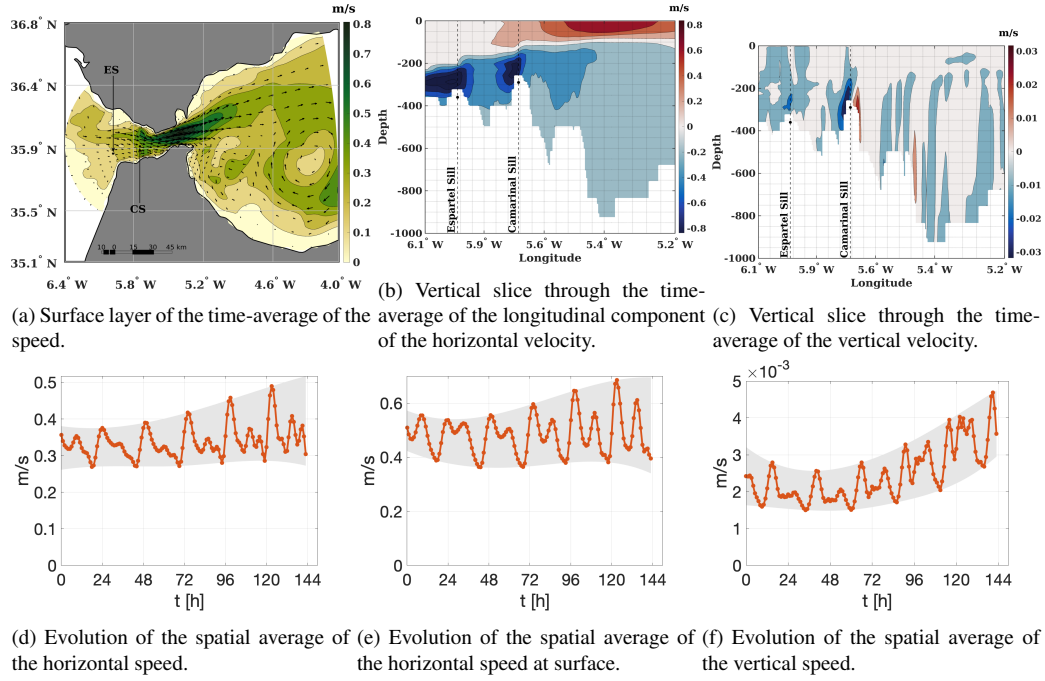 m/s
36.8° N
36.4° N
35.9° N
35.5° N
35.1° N
ES
CS
10 0 15 30 45 km
6.4° W 5.8° W 5.2° W 4.6° W 4.0° W
0.8
0.7
0.6
0.5
0.4
0.3
0.2
0.1
0
(a) Surface layer of the time-average of the
speed.
m/s
Depth
0
-200
-400
-600
-800
-1000
Espartel Sill
Camarinal Sill
6.1° W 5.9° W 5.6° W 5.4° W 5.2° W
Longitude
0.8
0.6
0.4
0.2
0
-0.2
-0.4
-0.6
-0.8
(b) Vertical slice through the time-
average of the longitudinal component
of the horizontal velocity.
m/s
Depth
0
-200
-400
-600
-800
-1000
Espartel Sill
Camarinal Sill
6.1° W 5.9° W 5.6° W 5.4° W 5.2° W
Longitude
0.03
0.02
0.01
0
-0.01
-0.02
-0.03
(c) Vertical slice through the time-
average of the vertical velocity.
m/s
0.5
0.4
0.3
0.2
0.1
0
0 24 48 72 96 120 144
t [h]
(d) Evolution of the spatial average of
the horizontal speed.
m/s
0.6
0.4
0.2
0
0 24 48 72 96 120 144
t [h]
(e) Evolution of the spatial average of
the horizontal speed at surface.
×10⁻³
m/s
5
4
3
2
1
0
0 24 48 72 96 120 144
t [h]
(f) Evolution of the spatial average of
the vertical speed.